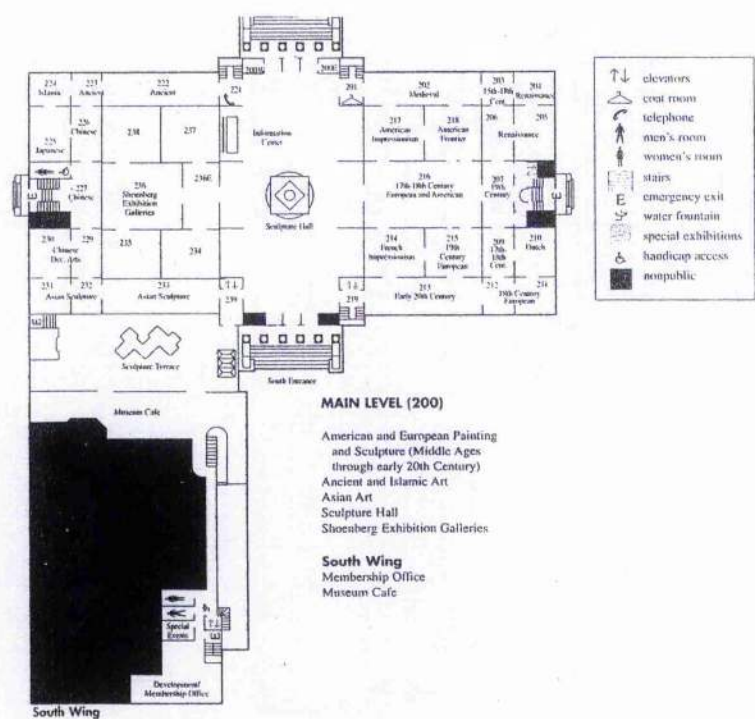 200W
200E
224
Islamic
223
Ancient
222
Ancient
221
201
202
Medieval
203
15th-18th
Cent.
204
Renaissance
226
Chinese
238
237
Information
Center
217
American
Impressionism
218
American
Frontier
206
205
Renaissance
225
Japanese
227
Chinese
236
Shoenberg
Exhibition
Galleries
236E
216
17th-18th Century
European and American
207
19th
Century
E
E
Sculpture Hall
230
229
Chinese
Dec. Arts
235
234
214
French
Impressionism
215
19th
Century
European
209
17th-
18th
Cent.
210
Dutch
231
232
Asian Sculpture
233
Asian Sculpture
239
219
213
Early 20th Century
212
211
19th Century
European
E
Sculpture Terrace
South Entrance
Museum Cafe
Special
Events
E
Development/
Membership Office
South Wing
MAIN LEVEL (200)
American and European Painting
and Sculpture (Middle Ages
through early 20th Century)
Ancient and Islamic Art
Asian Art
Sculpture Hall
Shoenberg Exhibition Galleries
South Wing
Membership Office
Museum Cafe
elevators
coat room
telephone
men's room
women's room
stairs
E emergency exit
water fountain
special exhibitions
handicap access
nonpublic